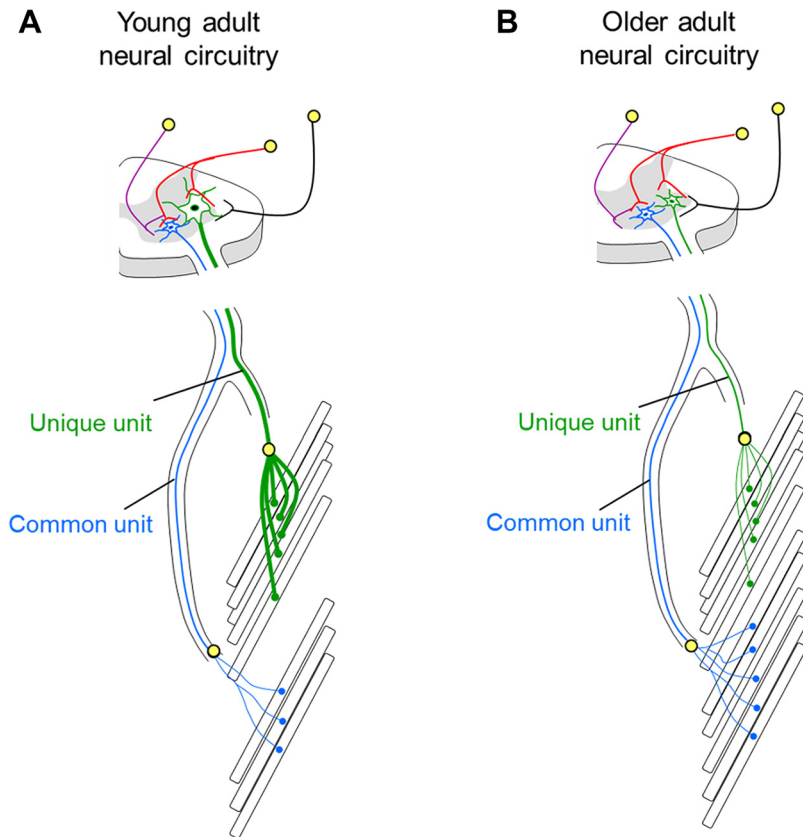 A
Young adult
neural circuitry
Unique unit
Common unit
B
Older adult
neural circuitry
Unique unit
Common unit